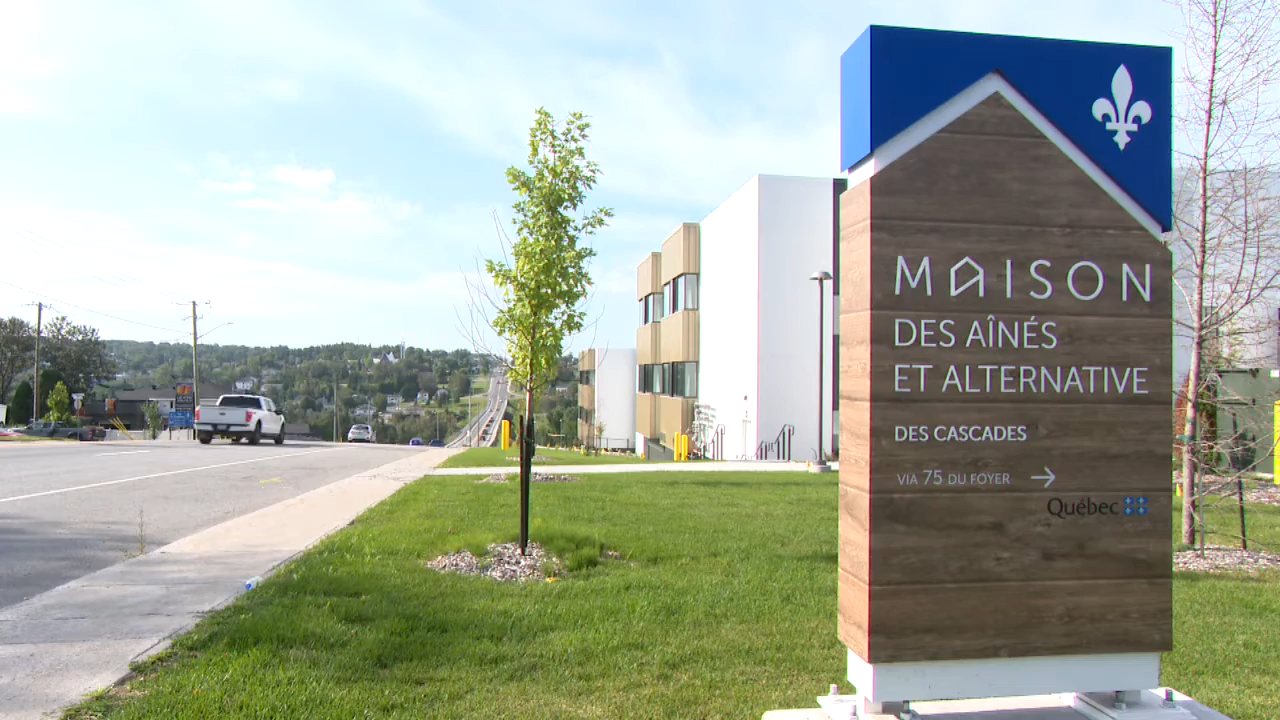 MAISON
DES AÎNÉS
ET ALTERNATIVE
DES CASCADES
VIA 75 DU FOYER →
Québec